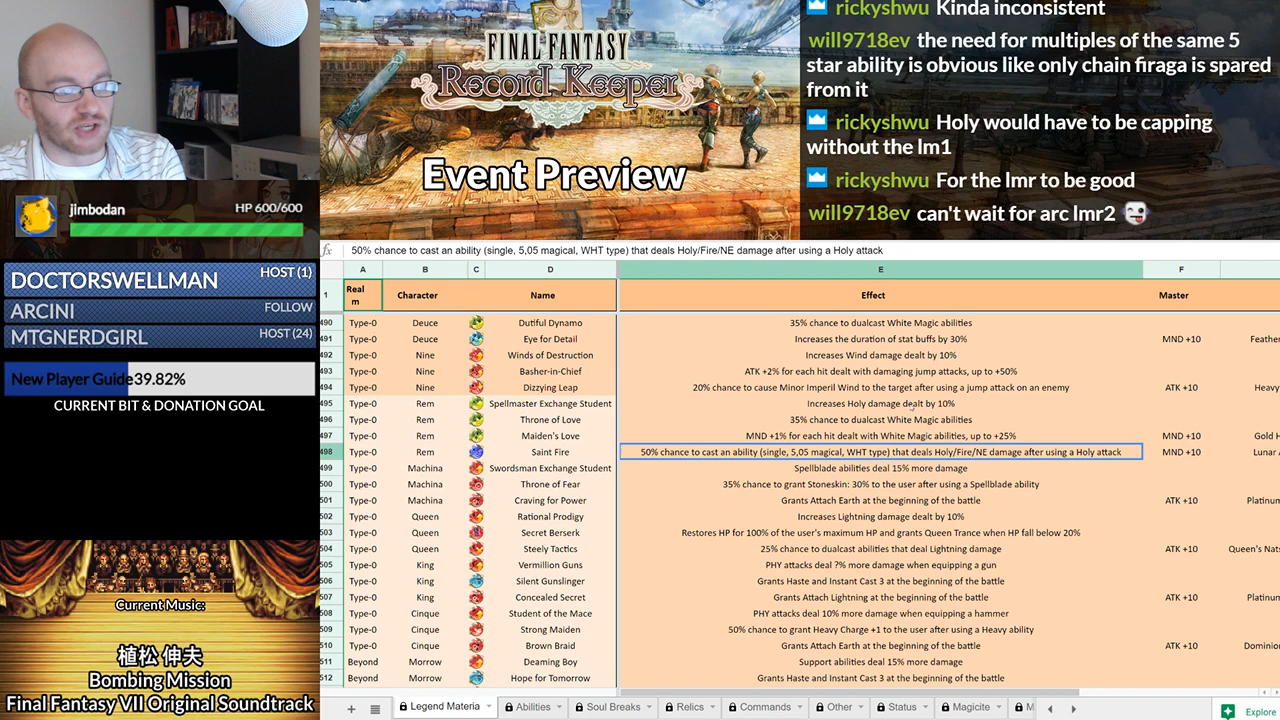 jimbodan
HP 600/600
DOCTORSWELLMAN
HOST (1)
ARCINI
FOLLOW
MTGNERDGIRL
HOST (24)
New Player Guide39.82%
CURRENT BIT & DONATION GOAL
Current Music:
植松 伸夫
Bombing Mission
Final Fantasy VII Original Soundtrack
FINAL FANTASY
Record Keeper
Event Preview
rickyshwu Kinda inconsistent
will9718ev the need for multiples of the same 5
star ability is obvious like only chain firaga is spared
from it
rickyshwu Holy would have to be capping
without the lm1
rickyshwu For the lmr to be good
will9718ev can't wait for arc lmr2
fx 50% chance to cast an ability (single, 5,05 magical, WHT type) that deals Holy/Fire/NE damage after using a Holy attack
A B C D E F
1 Realm Character Name Effect Master
490 Type-0 Deuce Dutiful Dynamo 35% chance to dualcast White Magic abilities
491 Type-0 Deuce Eye for Detail Increases the duration of stat buffs by 30% MND +10 Feather
492 Type-0 Nine Winds of Destruction Increases Wind damage dealt by 10%
493 Type-0 Nine Basher-in-Chief ATK +2% for each hit dealt with damaging jump attacks, up to +50%
494 Type-0 Nine Dizzying Leap 20% chance to cause Minor Imperil Wind to the target after using a jump attack on an enemy ATK +10 Heavy
495 Type-0 Rem Spellmaster Exchange Student Increases Holy damage dealt by 10%
496 Type-0 Rem Throne of Love 35% chance to dualcast White Magic abilities
497 Type-0 Rem Maiden's Love MND +1% for each hit dealt with White Magic abilities, up to +25% MND +10 Gold H
498 Type-0 Rem Saint Fire 50% chance to cast an ability (single, 5,05 magical, WHT type) that deals Holy/Fire/NE damage after using a Holy attack MND +10 Lunar A
499 Type-0 Machina Swordsman Exchange Student Spellblade abilities deal 15% more damage
500 Type-0 Machina Throne of Fear 35% chance to grant Stoneskin: 30% to the user after using a Spellblade ability
501 Type-0 Machina Craving for Power Grants Attach Earth at the beginning of the battle ATK +10 Platinum
502 Type-0 Queen Rational Prodigy Increases Lightning damage dealt by 10%
503 Type-0 Queen Secret Berserk Restores HP for 100% of the user's maximum HP and grants Queen Trance when HP fall below 20%
504 Type-0 Queen Steely Tactics 25% chance to dualcast abilities that deal Lightning damage ATK +10 Queen's Nat
505 Type-0 King Vermillion Guns PHY attacks deal ?% more damage when equipping a gun
506 Type-0 King Silent Gunslinger Grants Haste and Instant Cast 3 at the beginning of the battle
507 Type-0 King Concealed Secret Grants Attach Lightning at the beginning of the battle ATK +10 Platinum
508 Type-0 Cinque Student of the Mace PHY attacks deal 10% more damage when equipping a hammer
509 Type-0 Cinque Strong Maiden 50% chance to grant Heavy Charge +1 to the user after using a Heavy ability
510 Type-0 Cinque Brown Braid Grants Attach Earth at the beginning of the battle ATK +10 Dominio
511 Beyond Morrow Deaming Boy Support abilities deal 15% more damage
512 Beyond Morrow Hope for Tomorrow Grants Haste and Instant Cast 3 at the beginning of the battle
+ Legend Materia Abilities Soul Breaks Relics Commands Other Status Magicite M Explore